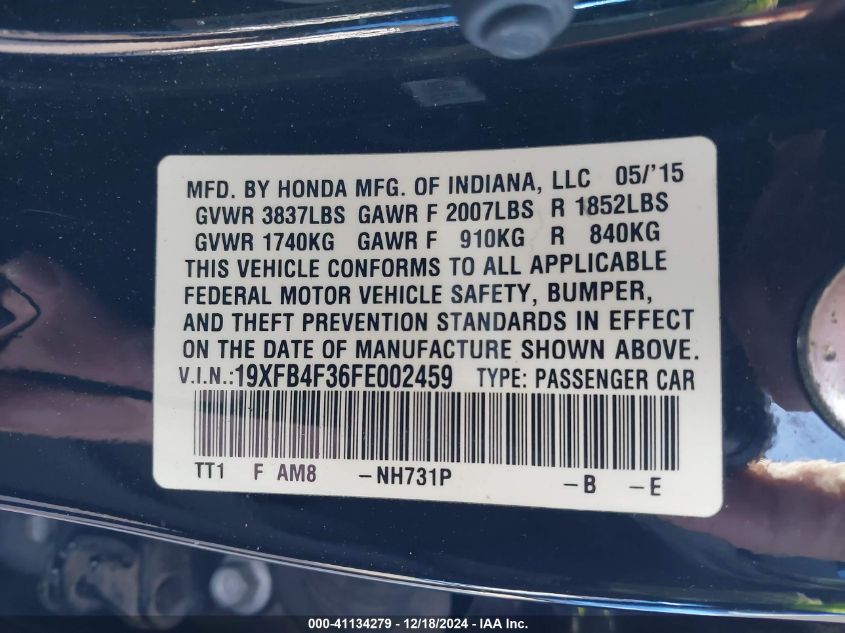 MFD. BY HONDA MFG. OF INDIANA, LLC 05/'15
GVWR 3837LBS GAWR F 2007LBS R 1852LBS
GVWR 1740KG GAWR F 910KG R 840KG
THIS VEHICLE CONFORMS TO ALL APPLICABLE
FEDERAL MOTOR VEHICLE SAFETY, BUMPER,
AND THEFT PREVENTION STANDARDS IN EFFECT
ON THE DATE OF MANUFACTURE SHOWN ABOVE.
V.I.N.:19XFB4F36FE002459 TYPE: PASSENGER CAR
TT1 F AM8 -NH731P -B -E
000-41134279 - 12/18/2024 - IAA Inc.